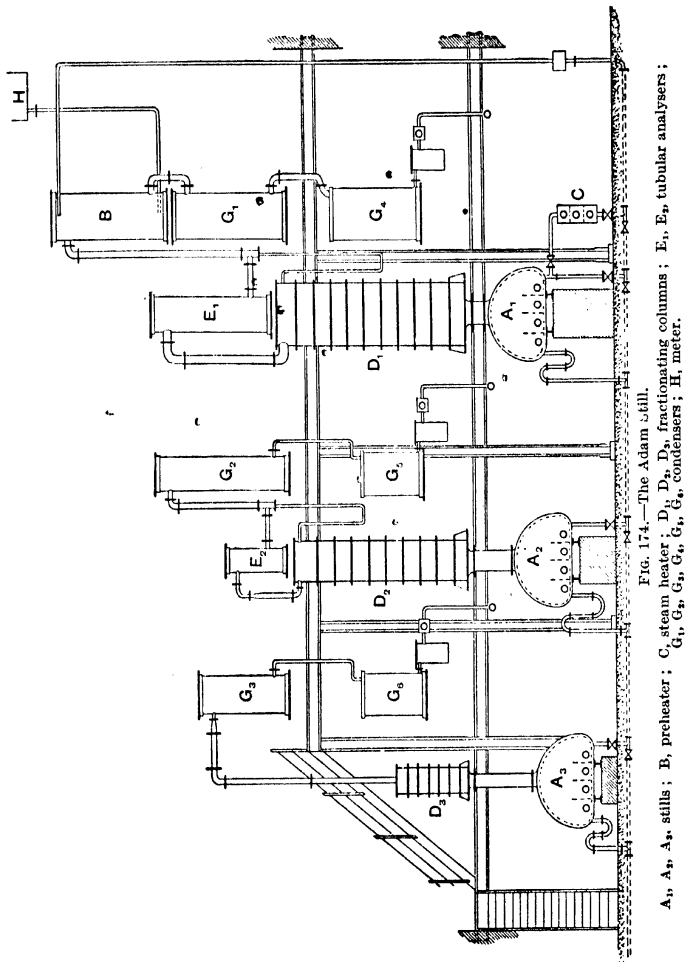 H
B
G₁
G₄
C
E₁
D₁
A₁
G₂
G₅
E₂
D₂
A₂
G₃
G₆
D₃
A₃
FIG. 174.—The Adam Still.
A₁, A₂, A₃, stills; B, preheater; C, steam heater; D₁, D₂, D₃, fractionating columns; E₁, E₂, tubular analysers;
G₁, G₂, G₃, G₄, G₅, G₆, condensers; H, meter.